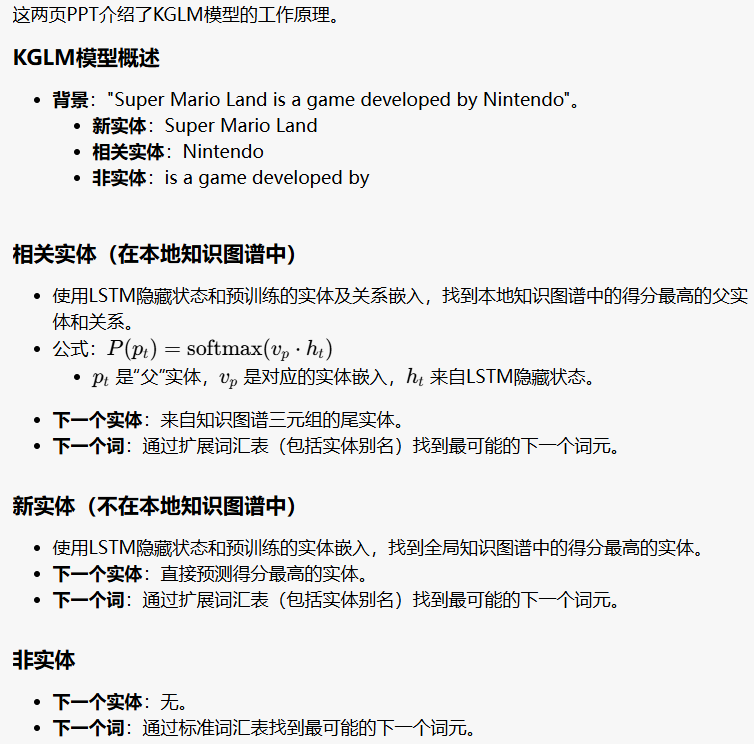 这两页PPT介绍了KGLM模型的工作原理。
KGLM模型概述
• 背景："Super Mario Land is a game developed by Nintendo"。
• 新实体：Super Mario Land
• 相关实体：Nintendo
• 非实体：is a game developed by
相关实体（在本地知识图谱中）
• 使用LSTM隐藏状态和预训练的实体及关系嵌入，找到本地知识图谱中的得分最高的父实
体和关系。
• 公式：P(p_t) = softmax(v_p · h_t)
• p_t 是“父”实体，v_p 是对应的实体嵌入，h_t 来自LSTM隐藏状态。
• 下一个实体：来自知识图谱三元组的尾实体。
• 下一个词：通过扩展词汇表（包括实体别名）找到最可能的下一个词元。
新实体（不在本地知识图谱中）
• 使用LSTM隐藏状态和预训练的实体嵌入，找到全局知识图谱中的得分最高的实体。
• 下一个实体：直接预测得分最高的实体。
• 下一个词：通过扩展词汇表（包括实体别名）找到最可能的下一个词元。
非实体
• 下一个实体：无。
• 下一个词：通过标准词汇表找到最可能的下一个词元。